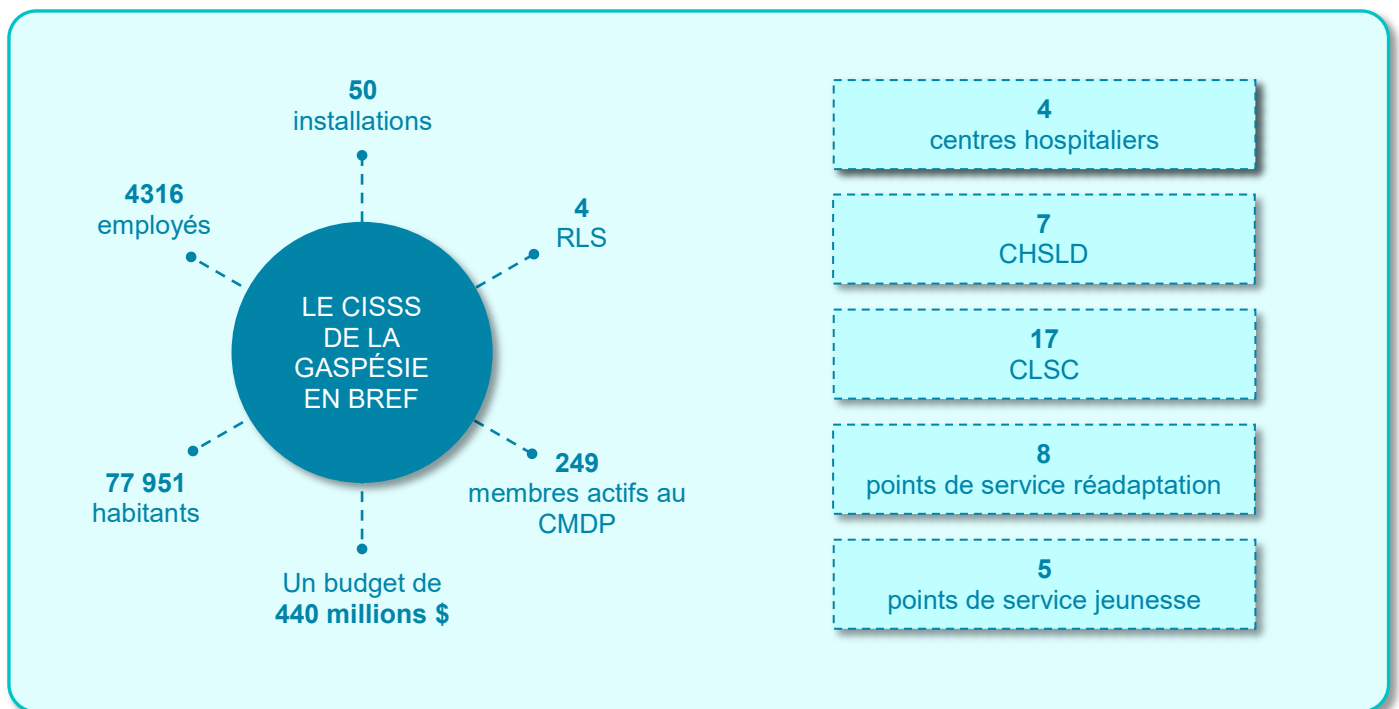 50
installations
4316
employés
4
RLS
LE CISSS
DE LA
GASPÉSIE
EN BREF
77 951
habitants
249
membres actifs au
CMDP
Un budget de
440 millions $
4
centres hospitaliers
7
CHSLD
17
CLSC
8
points de service réadaptation
5
points de service jeunesse